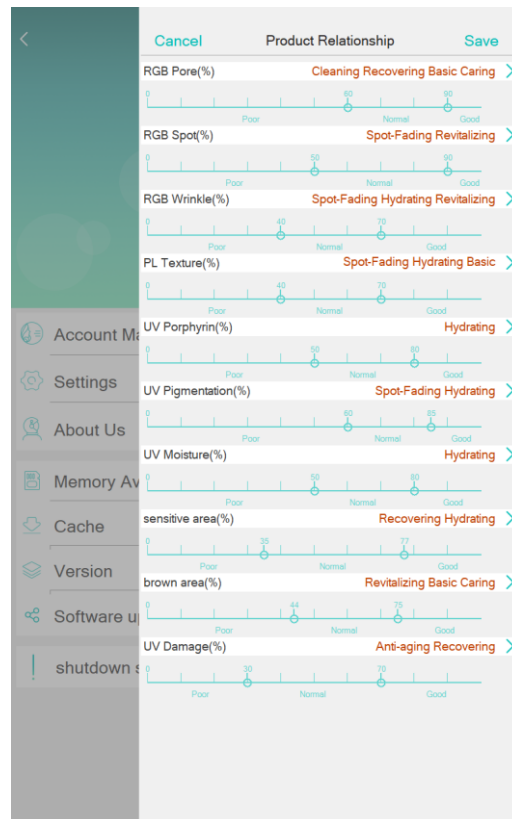 Cancel Product Relationship Save
RGB Pore(%) Cleaning Recovering Basic Caring
0 60 90
Poor Normal Good
RGB Spot(%) Spot-Fading Revitalizing
0 50 90
Poor Normal Good
RGB Wrinkle(%) Spot-Fading Hydrating Revitalizing
0 40 70
Poor Normal Good
PL Texture(%) Spot-Fading Hydrating Basic
0 40 70
Poor Normal Good
UV Porphyrin(%) Hydrating
0 50 80
Poor Normal Good
UV Pigmentation(%) Spot-Fading Hydrating
0 60 85
Poor Normal Good
UV Moisture(%) Hydrating
0 50 80
Poor Normal Good
sensitive area(%) Recovering Hydrating
0 35 77
Poor Normal Good
brown area(%) Revitalizing Basic Caring
0 44 75
Poor Normal Good
UV Damage(%) Anti-aging Recovering
0 30 70
Poor Normal Good
Account Ma
Settings
About Us
Memory Av
Cache
Version
Software u
shutdown s